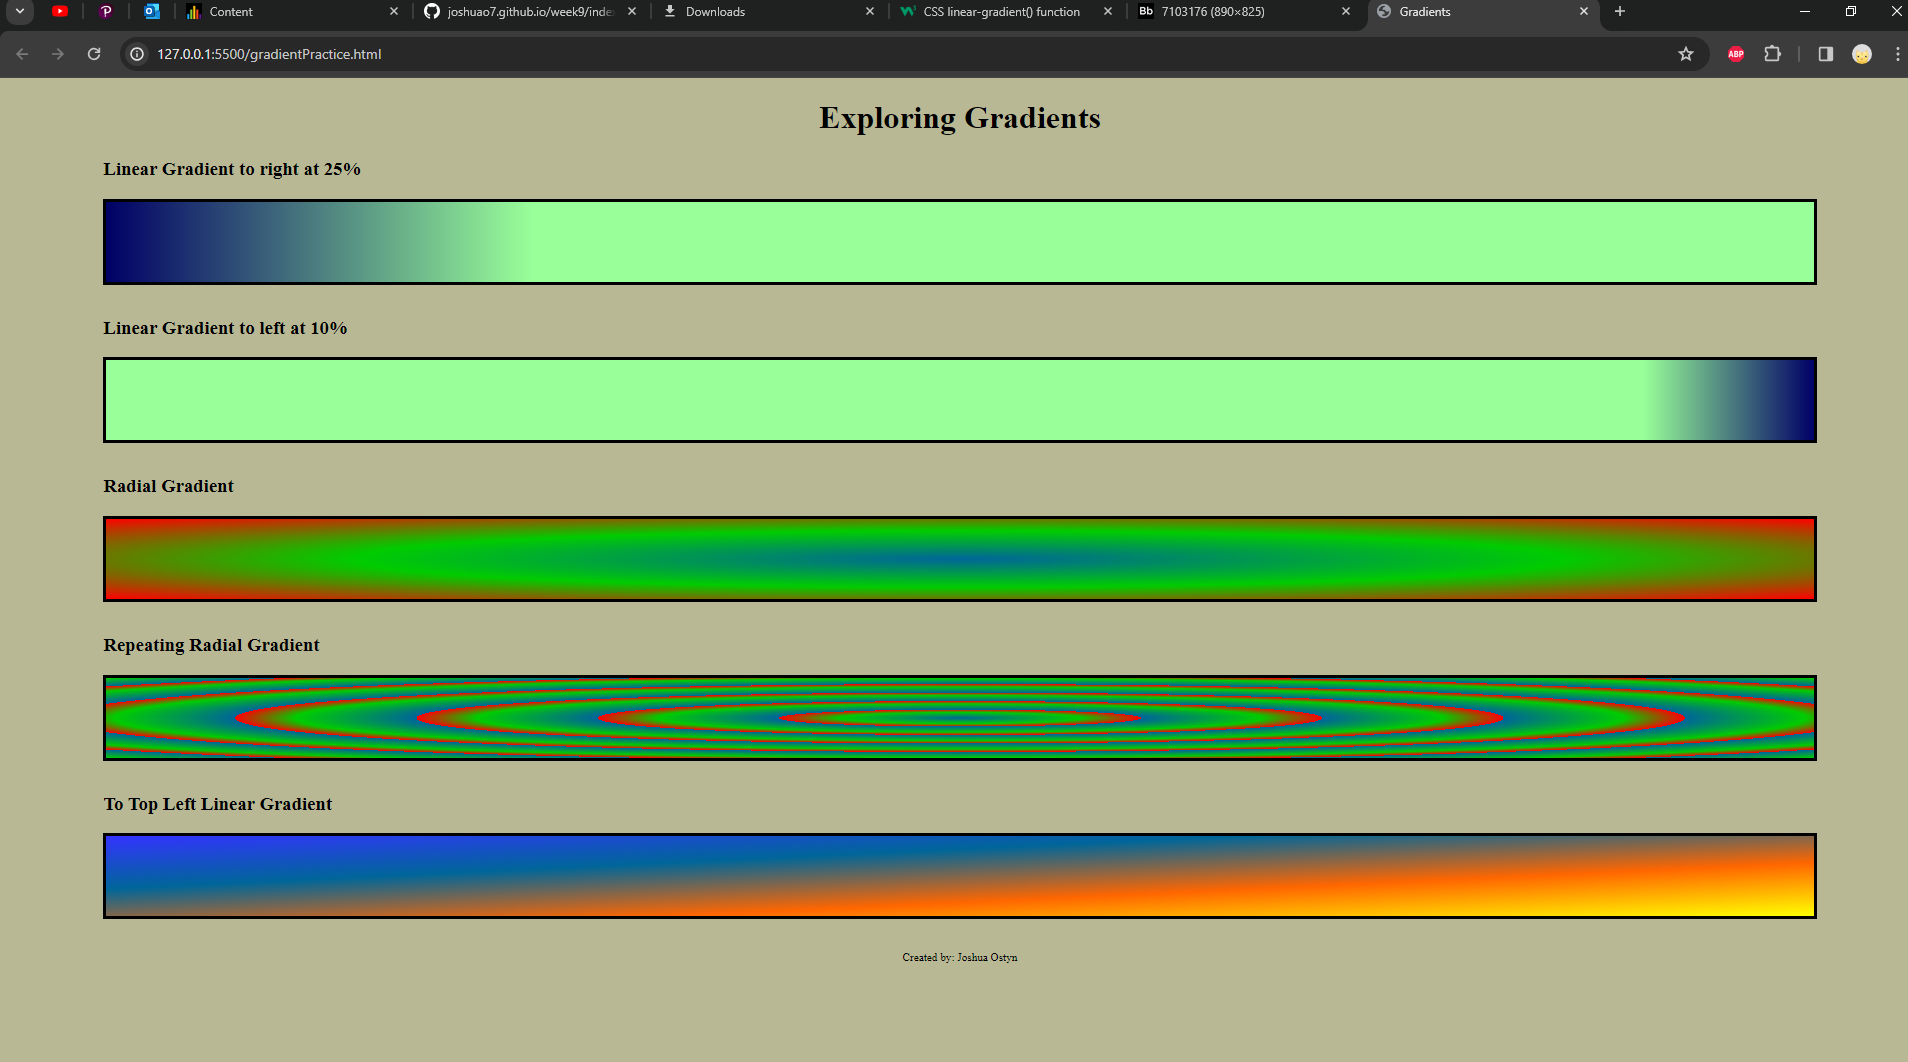 Content
joshuao7.github.io/week9/inde
Downloads
CSS linear-gradient() function
Bb
7103176 (890×825)
Gradients
127.0.0.1:5500/gradientPractice.html
ABP
Exploring Gradients
Linear Gradient to right at 25%
Linear Gradient to left at 10%
Radial Gradient
Repeating Radial Gradient
To Top Left Linear Gradient
Created by: Joshua Ostyn